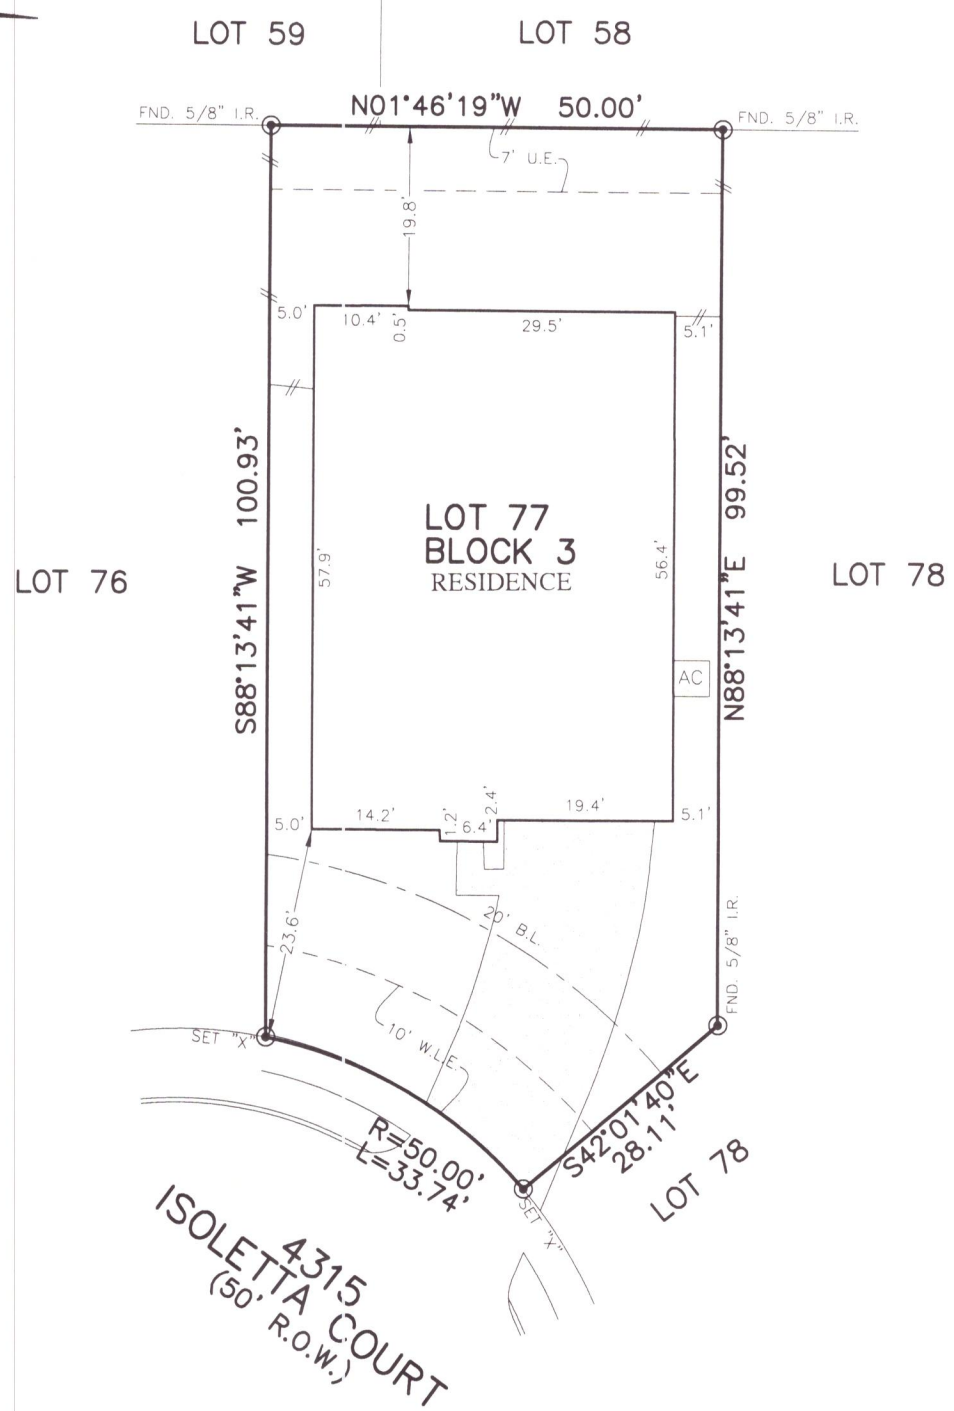 LOT 59
LOT 58
N01°46'19"W 50.00'
FND. 5/8" I.R.
FND. 5/8" I.R.
7' U.E.
19.8'
5.0'
10.4'
0.5'
29.5'
5.1'
S88°13'41"W 100.93'
N88°13'41"E 99.52'
LOT 77
BLOCK 3
RESIDENCE
57.9'
56.4'
LOT 76
LOT 78
AC
5.0'
14.2'
1.2'
6.4'
2.4'
19.4'
5.1'
23.6'
20' B.L.
FND. 5/8" I.R.
SET "X"
10' W.L.E.
R=50.00'
L=33.74'
S42°01'40"E
28.11'
LOT 78
SET "X"
4315
ISOLETTA COURT
(50' R.O.W.)